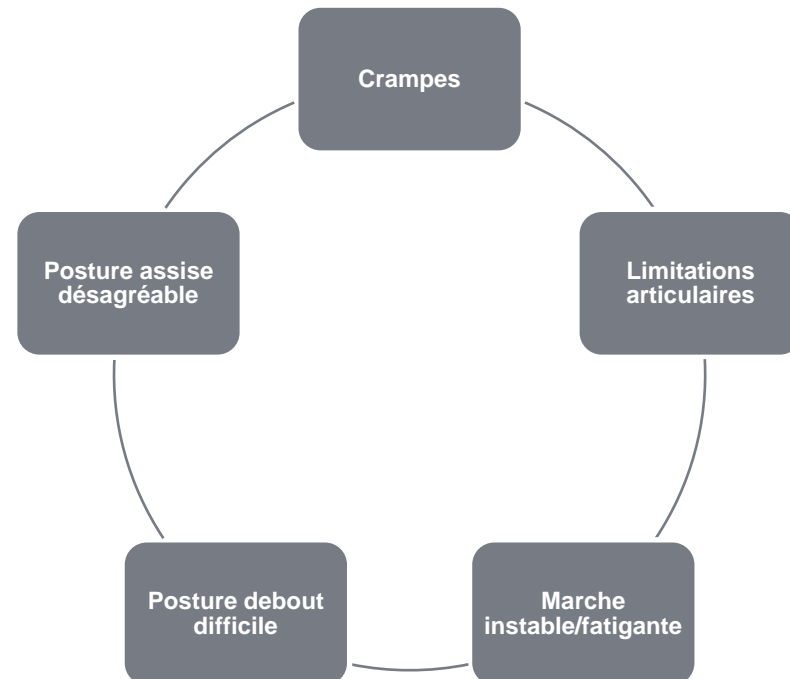 Crampes
Limitations
articulaires
Marche
instable/fatigante
Posture debout
difficile
Posture assise
désagréable